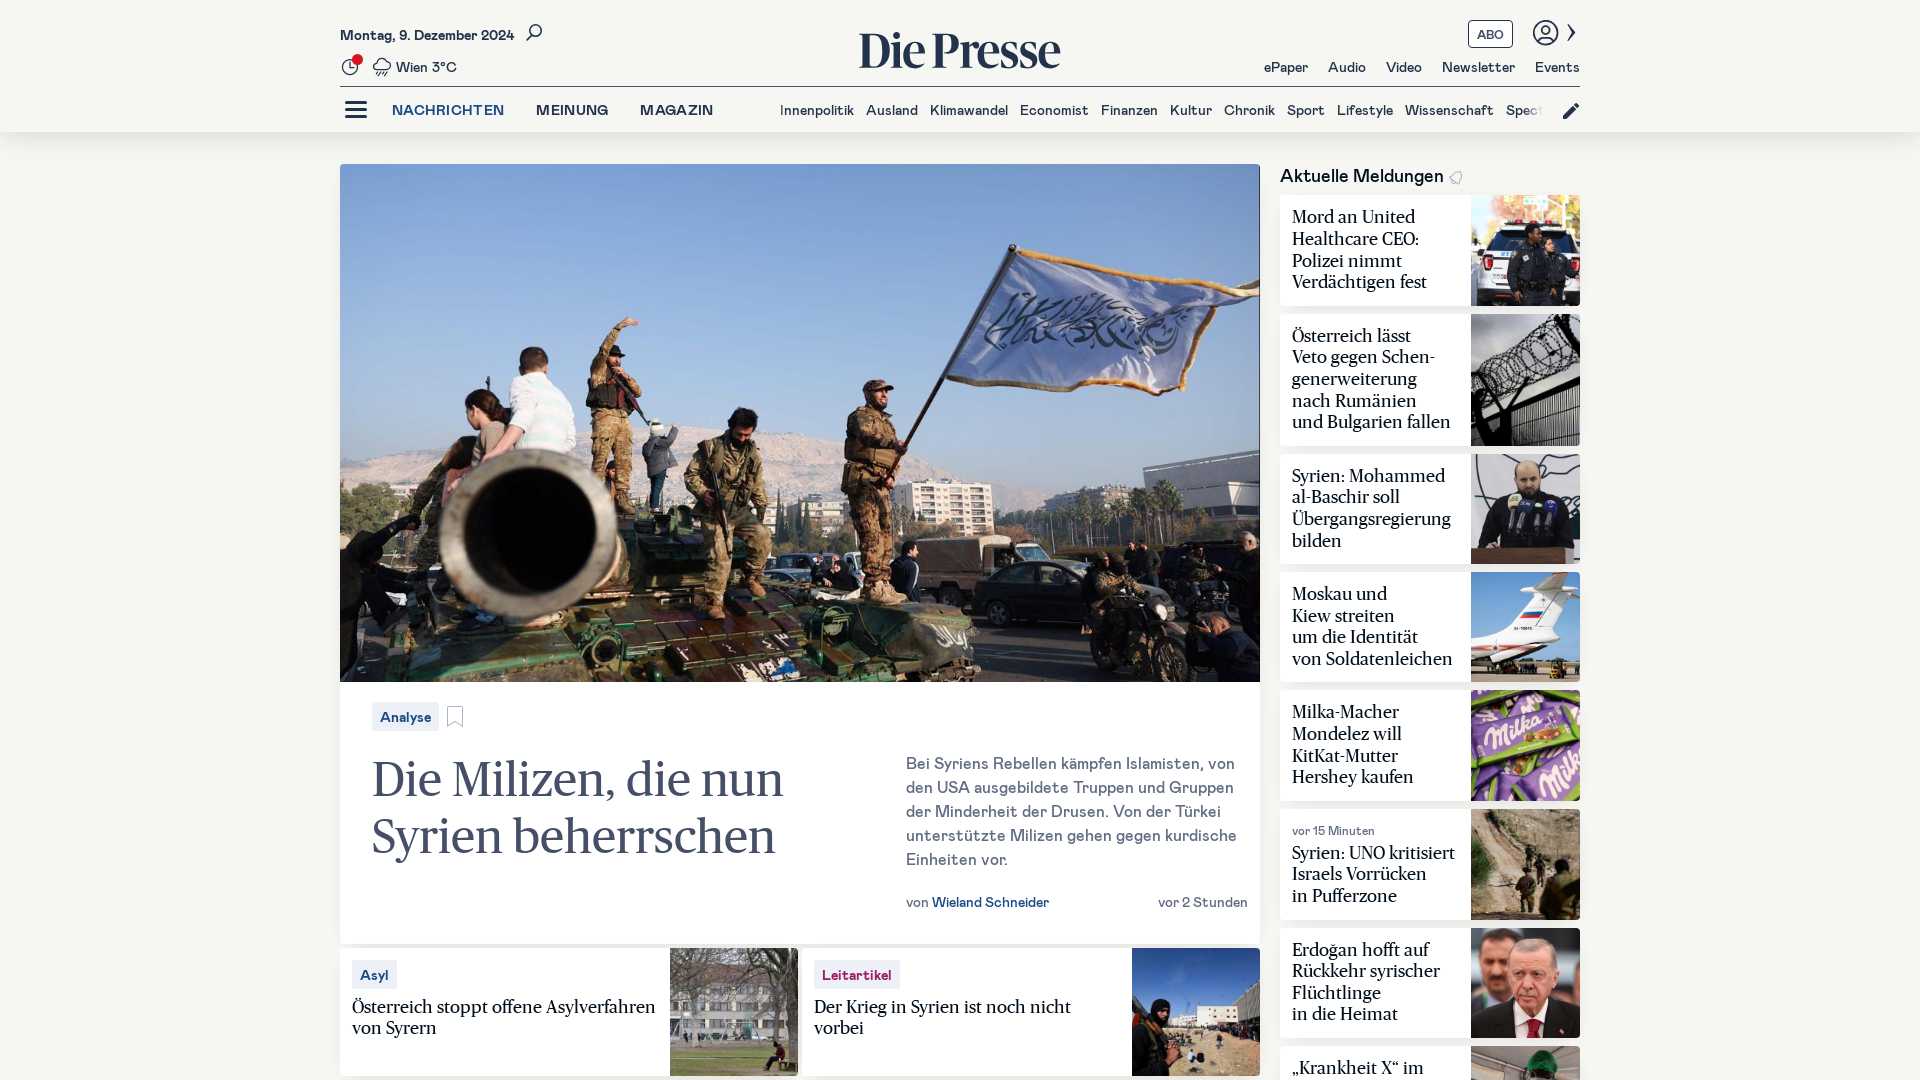 Montag, 9. Dezember 2024
Wien 3°C
Die Presse
ABO
ePaper Audio Video Newsletter Events
NACHRICHTEN MEINUNG MAGAZIN
Innenpolitik Ausland Klimawandel Economist Finanzen Kultur Chronik Sport Lifestyle Wissenschaft Spect
Analyse
Die Milizen, die nun
Syrien beherrschen
Bei Syriens Rebellen kämpfen Islamisten, von
den USA ausgebildete Truppen und Gruppen
der Minderheit der Drusen. Von der Türkei
unterstützte Milizen gehen gegen kurdische
Einheiten vor.
von Wieland Schneider
vor 2 Stunden
Asyl
Österreich stoppt offene Asylverfahren
von Syrern
Leitartikel
Der Krieg in Syrien ist noch nicht
vorbei
Aktuelle Meldungen
Mord an United
Healthcare CEO:
Polizei nimmt
Verdächtigen fest
Österreich lässt
Veto gegen Schen-
generweiterung
nach Rumänien
und Bulgarien fallen
Syrien: Mohammed
al-Baschir soll
Übergangsregierung
bilden
Moskau und
Kiew streiten
um die Identität
von Soldatenleichen
Milka-Macher
Mondelez will
KitKat-Mutter
Hershey kaufen
Milka
Milka
vor 15 Minuten
Syrien: UNO kritisiert
Israels Vorrücken
in Pufferzone
Erdoğan hofft auf
Rückkehr syrischer
Flüchtlinge
in die Heimat
„Krankheit X“ im